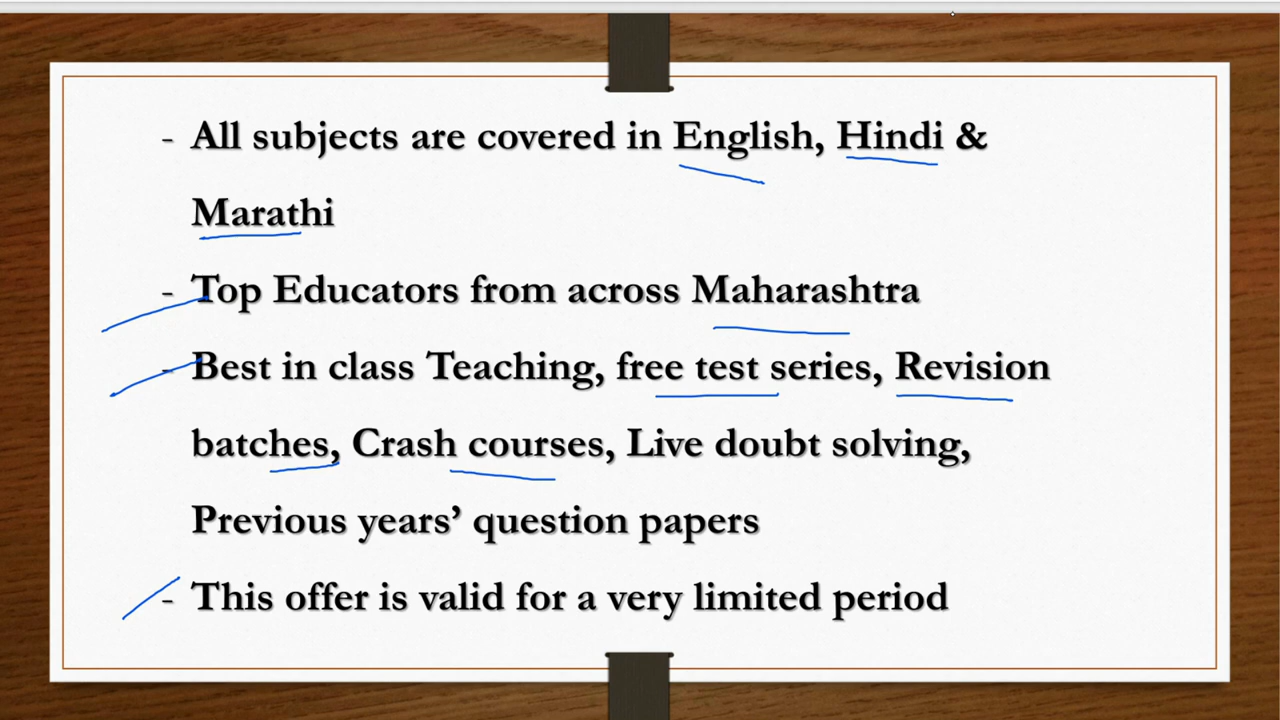 - All subjects are covered in English, Hindi &
Marathi
- Top Educators from across Maharashtra
- Best in class Teaching, free test series, Revision
batches, Crash courses, Live doubt solving,
Previous years’ question papers
- This offer is valid for a very limited period